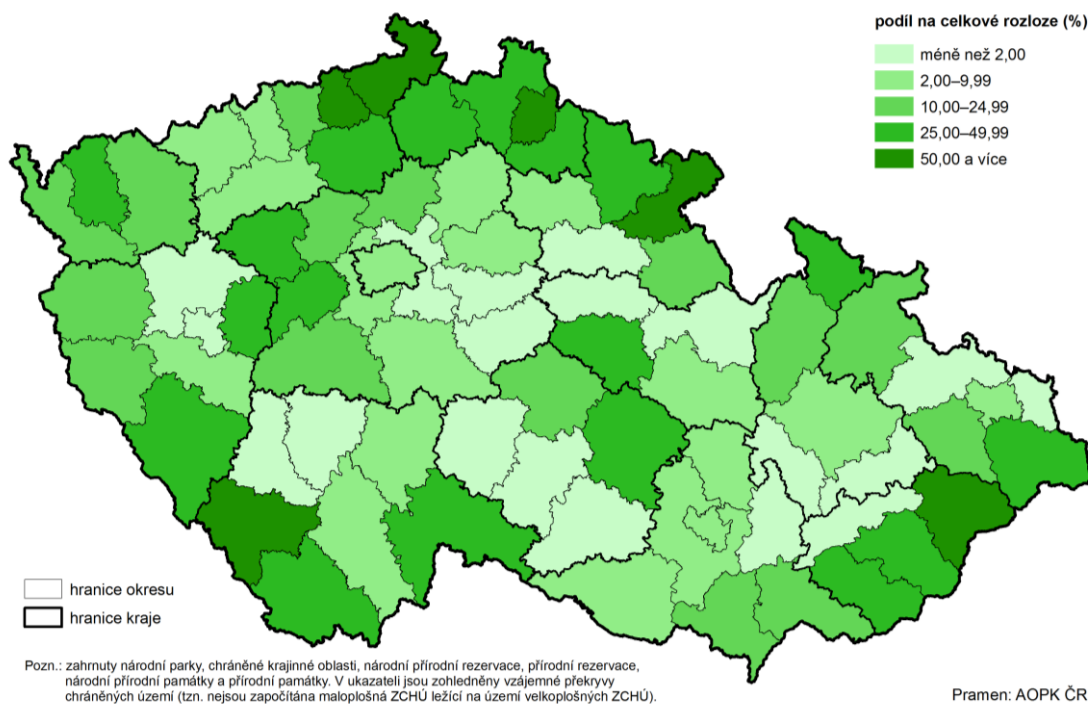 podíl na celkové rozloze (%)
méně než 2,00
2,00–9,99
10,00–24,99
25,00–49,99
50,00 a více
hranice okresu
hranice kraje
Pozn.: zahrnuty národní parky, chráněné krajinné oblasti, národní přírodní rezervace, přírodní rezervace,
národní přírodní památky a přírodní památky. V ukazateli jsou zohledněny vzájemné překryvy
chráněných území (tzn. nejsou započítána maloplošná ZCHÚ ležící na území velkoplošných ZCHÚ).
Pramen: AOPK ČR